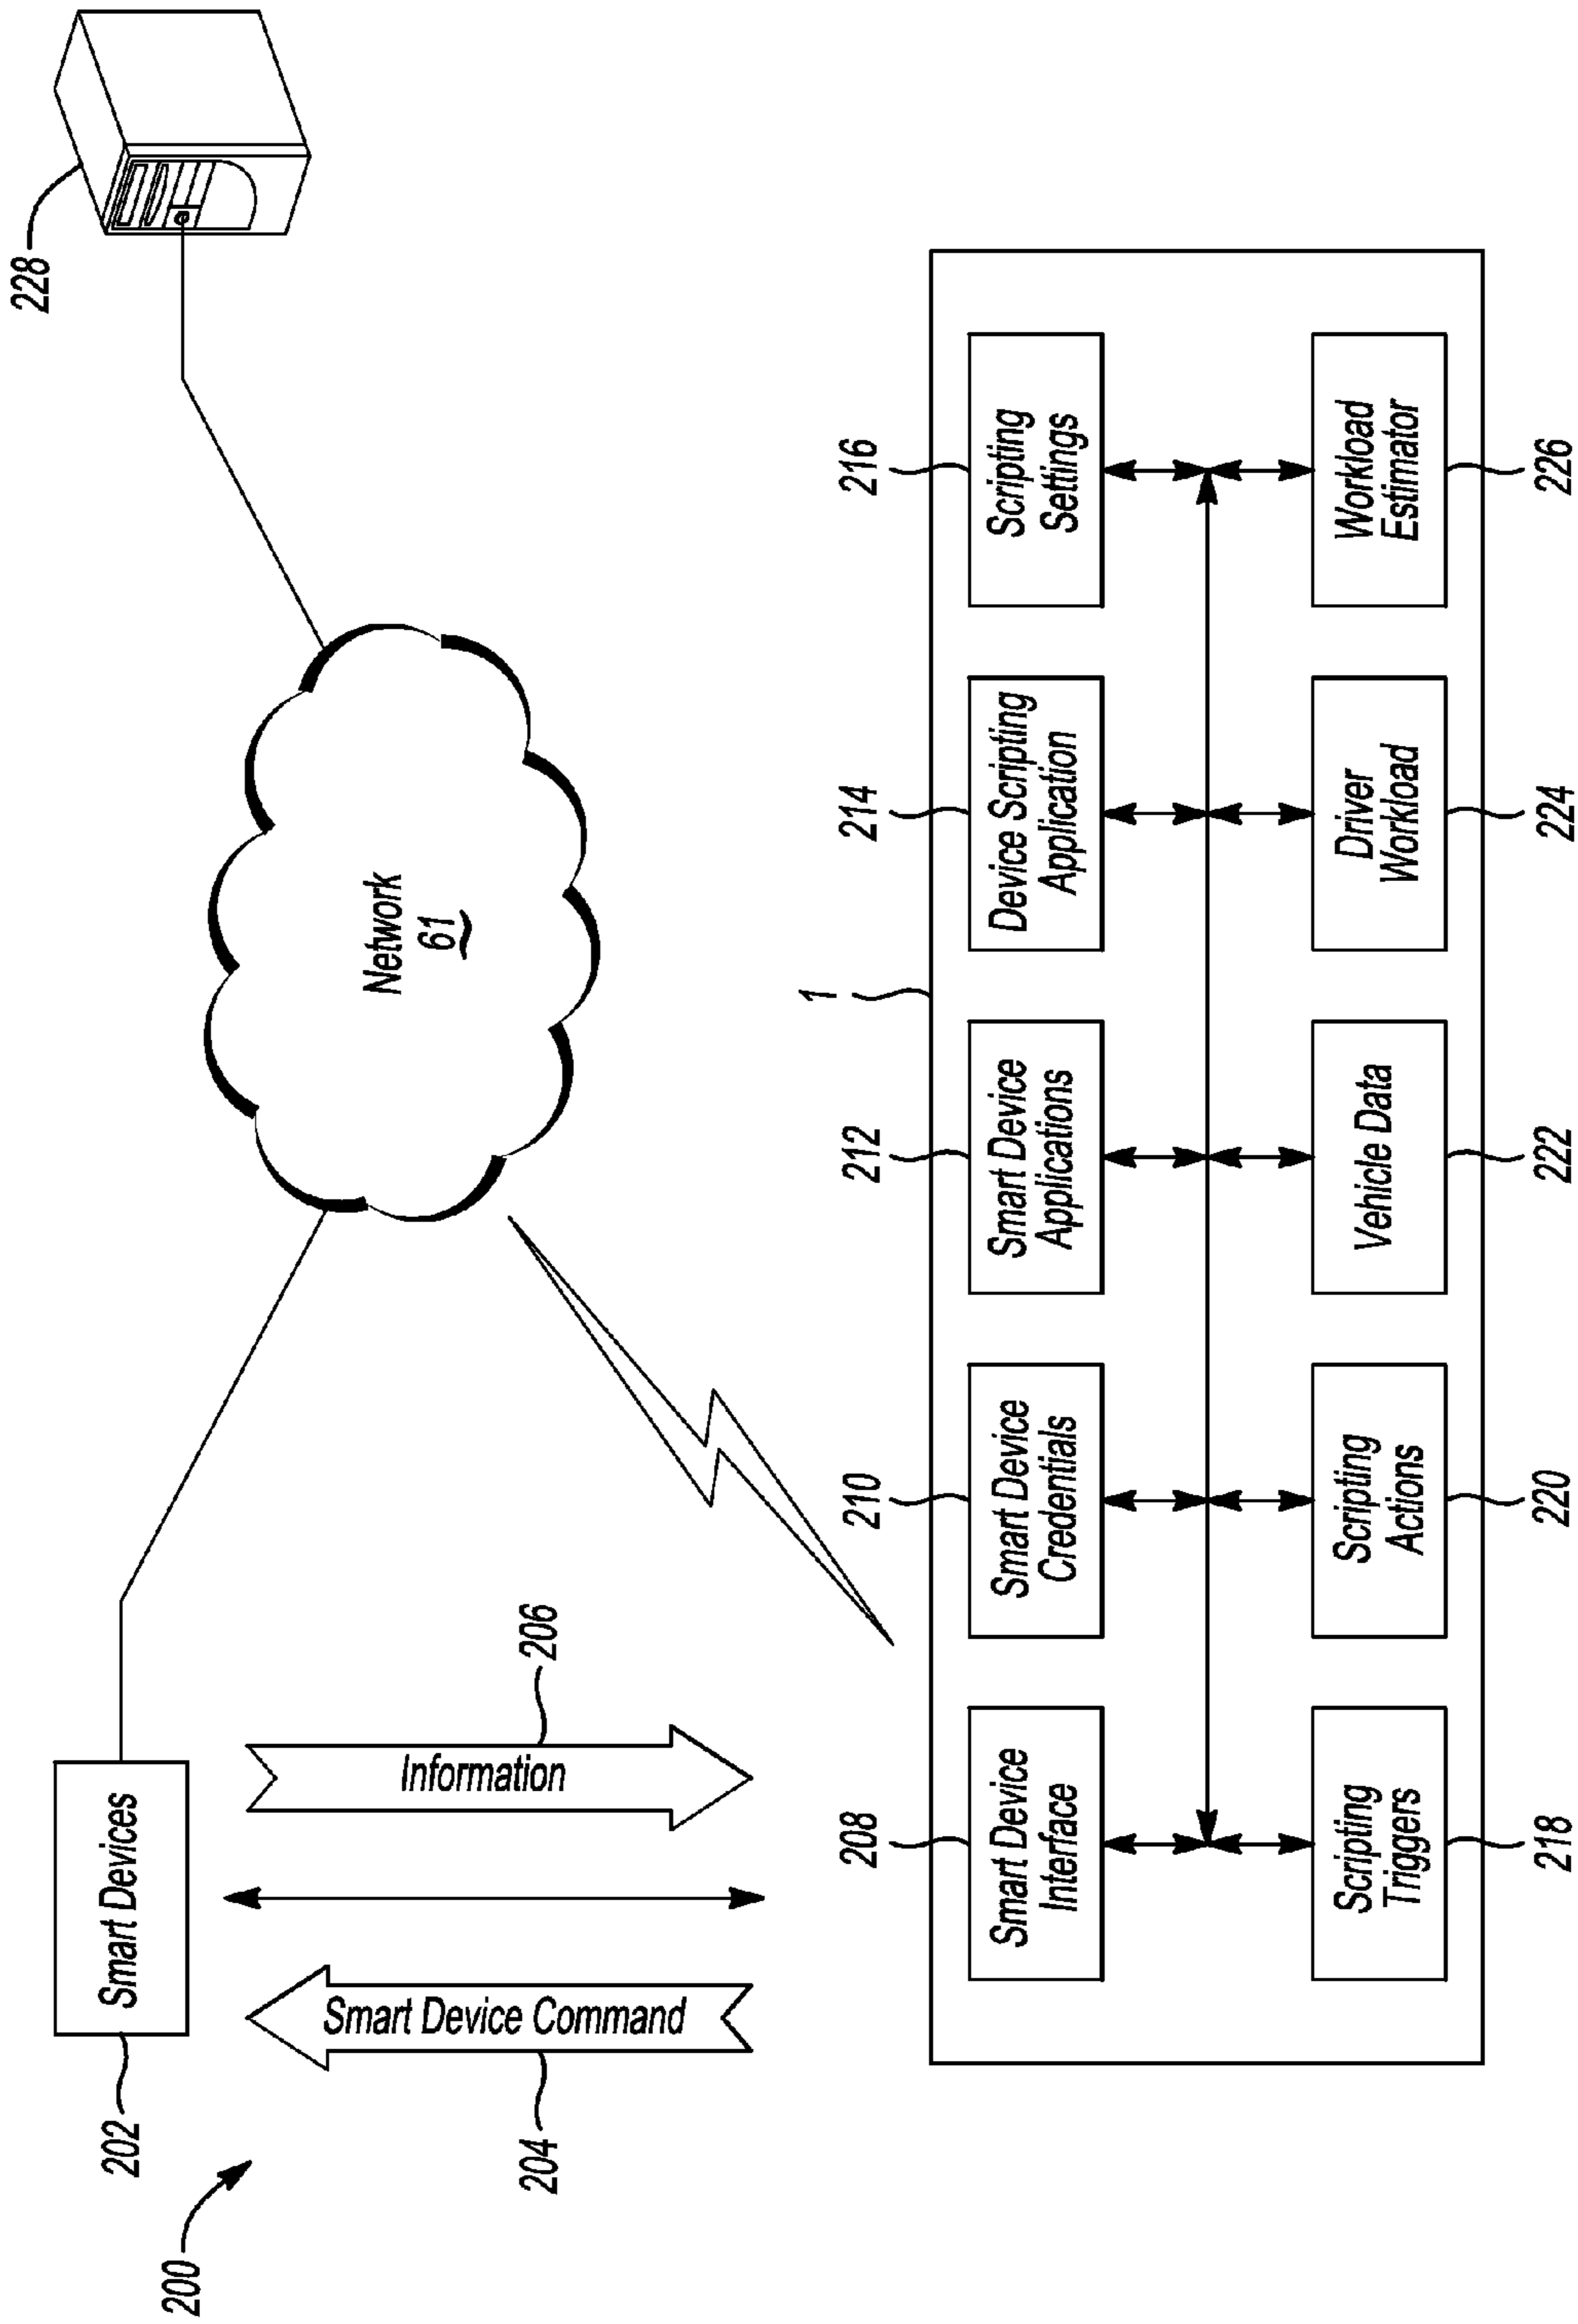 200
202
Smart Devices
228
204
Smart Device Command
Information
206
Network
61
1
208
210
212
214
216
Smart Device
Interface
Smart Device
Credentials
Smart Device
Applications
Device Scripting
Application
Scripting
Settings
Scripting
Triggers
Scripting
Actions
Vehicle Data
Driver
Workload
Workload
Estimator
218
220
222
224
226